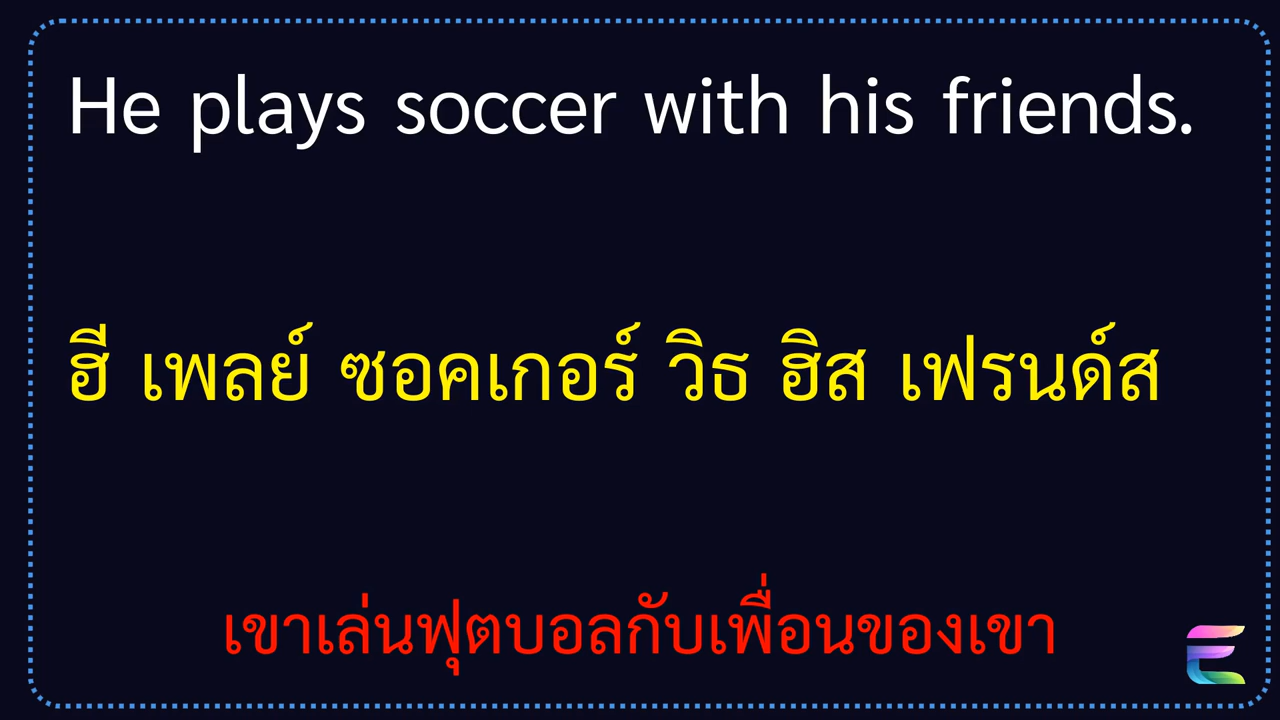 He plays soccer with his friends.
ฮี เพลย์ ซอคเกอร์ วิธ ฮิส เฟรนด์ส
เขาเล่นฟุตบอลกับเพื่อนของเขา